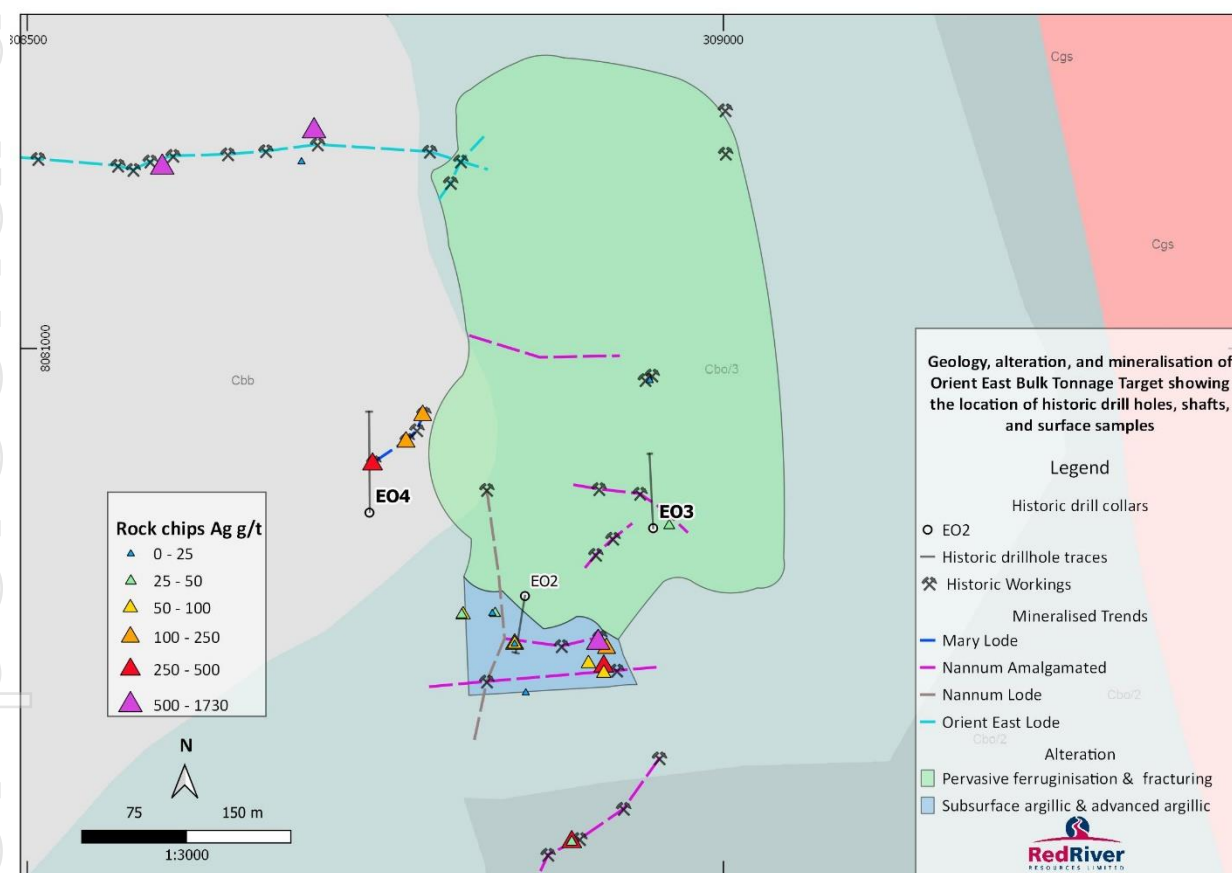 308500
309000
Cgs
Cgs
8081000
Cbb
Cbo/3
EO4
EO3
EO2
Cbo/2
Cbo/2
Rock chips Ag g/t
0 - 25
25 - 50
50 - 100
100 - 250
250 - 500
500 - 1730
N
75 150 m
1:3000
Geology, alteration, and mineralisation of
Orient East Bulk Tonnage Target showing
the location of historic drill holes, shafts,
and surface samples
Legend
Historic drill collars
EO2
Historic drillhole traces
Historic Workings
Mineralised Trends
Mary Lode
Nannum Amalgamated
Nannum Lode
Orient East Lode
Alteration
Pervasive ferruginisation & fracturing
Subsurface argillic & advanced argillic
RedRiver
RESOURCES LIMITED